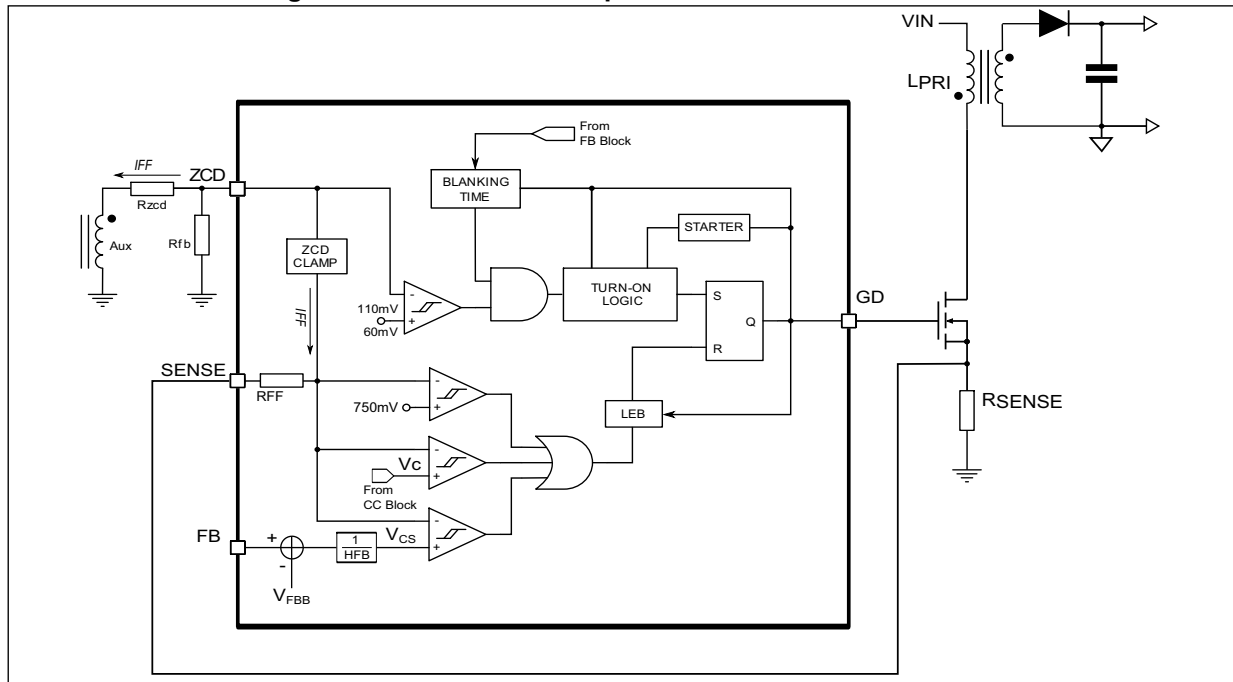 VIN
LPRI
From
FB Block
IFF
ZCD
BLANKING
TIME
Rzcd
STARTER
Aux
Rfb
ZCD
CLAMP
TURN-ON
LOGIC
S
GD
110mV
60mV
Q
IFF
R
SENSE
RFF
LEB
RSENSE
750mV
Vc
From
CC Block
FB
VCS
1
HFB
VFBB